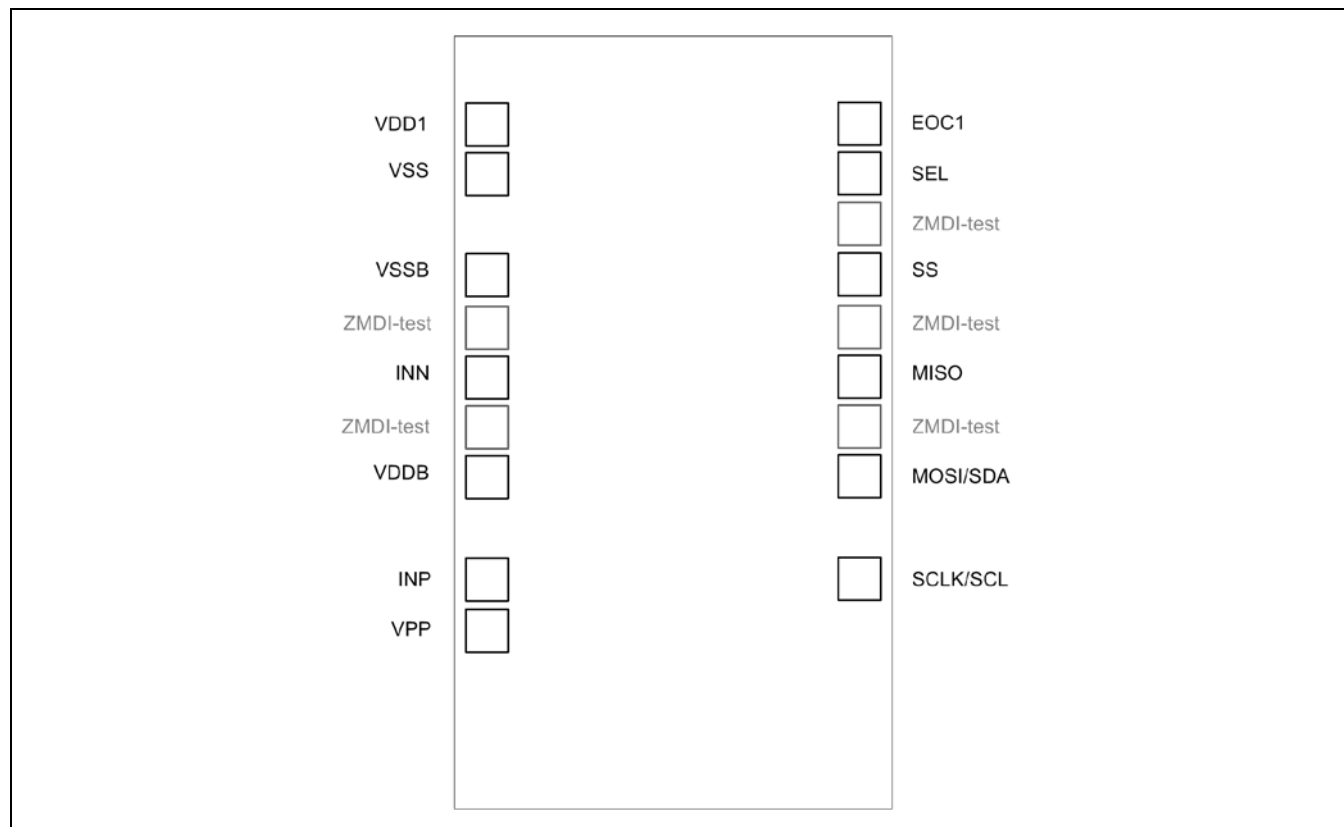 VDD1
VSS
VSSB
ZMDI-test
INN
ZMDI-test
VDDB
INP
VPP
EOC1
SEL
ZMDI-test
SS
ZMDI-test
MISO
ZMDI-test
MOSI/SDA
SCLK/SCL